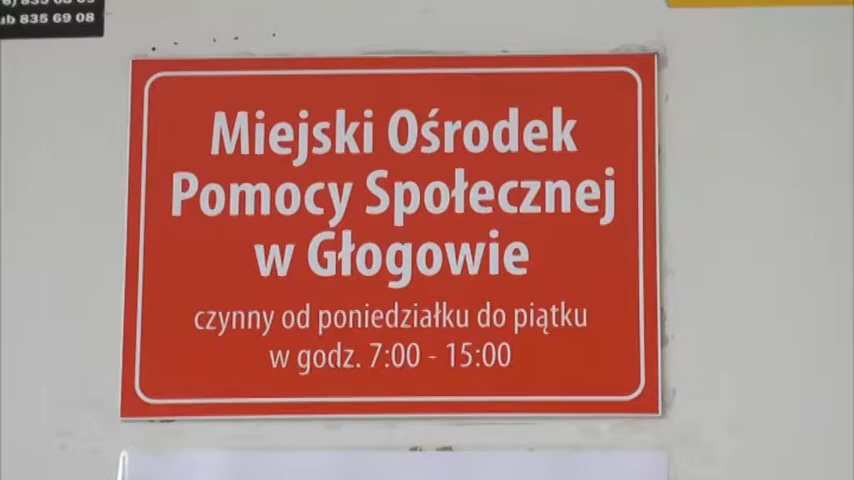 835 69 08
Miejski Ośrodek
Pomocy Społecznej
w Głogowie
czynny od poniedziałku do piątku
w godz. 7:00 - 15:00